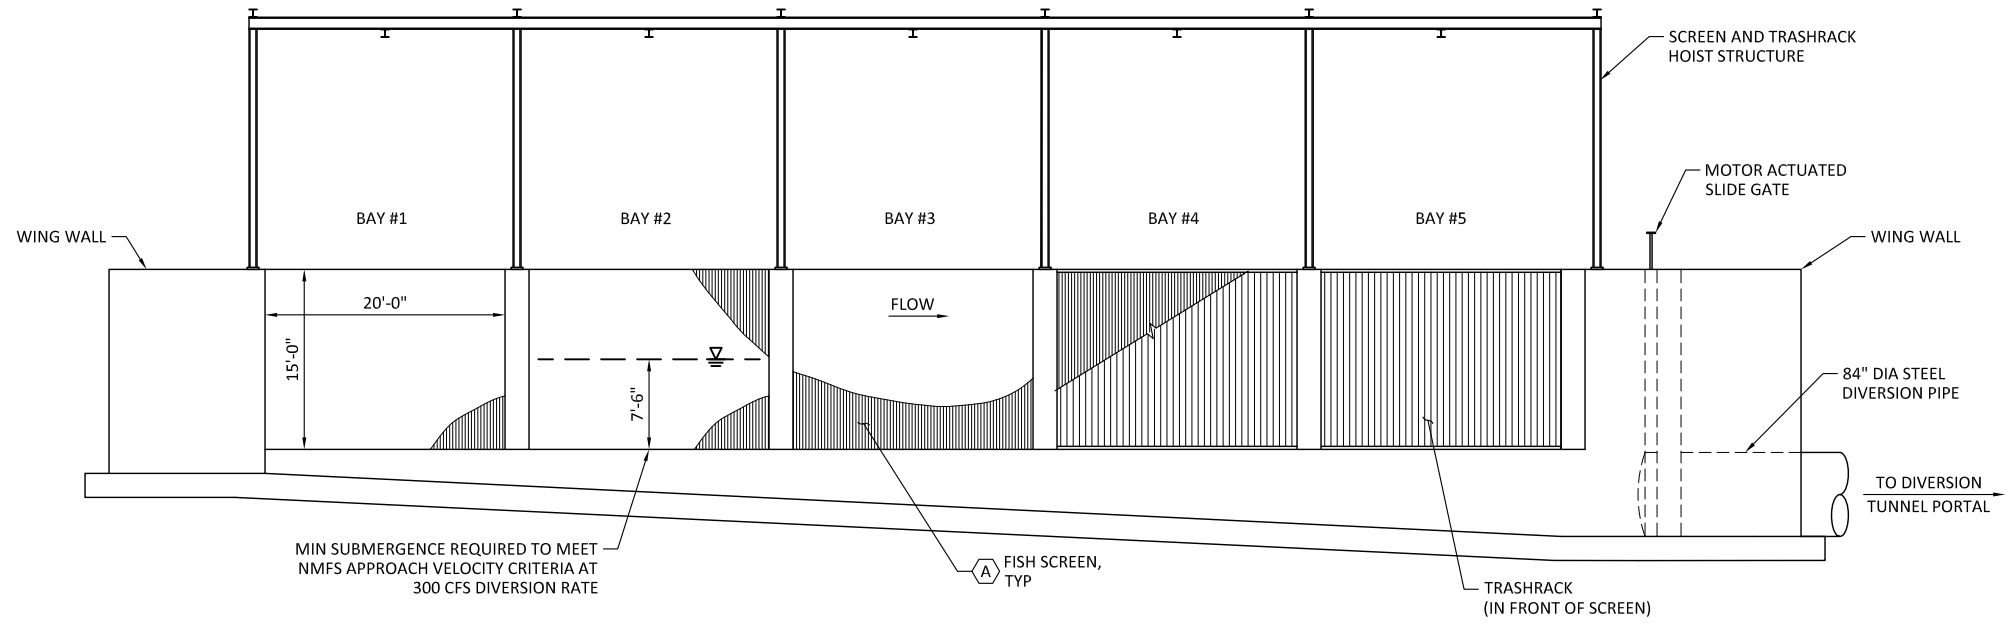 SCREEN AND TRASHRACK
HOIST STRUCTURE
MOTOR ACTUATED
SLIDE GATE
BAY #1
BAY #2
BAY #3
BAY #4
BAY #5
WING WALL
WING WALL
20'-0"
FLOW
15'-0"
7'-6"
84" DIA STEEL
DIVERSION PIPE
TO DIVERSION
TUNNEL PORTAL
MIN SUBMERGENCE REQUIRED TO MEET
NMFS APPROACH VELOCITY CRITERIA AT
300 CFS DIVERSION RATE
A
FISH SCREEN,
TYP
TRASHRACK
(IN FRONT OF SCREEN)